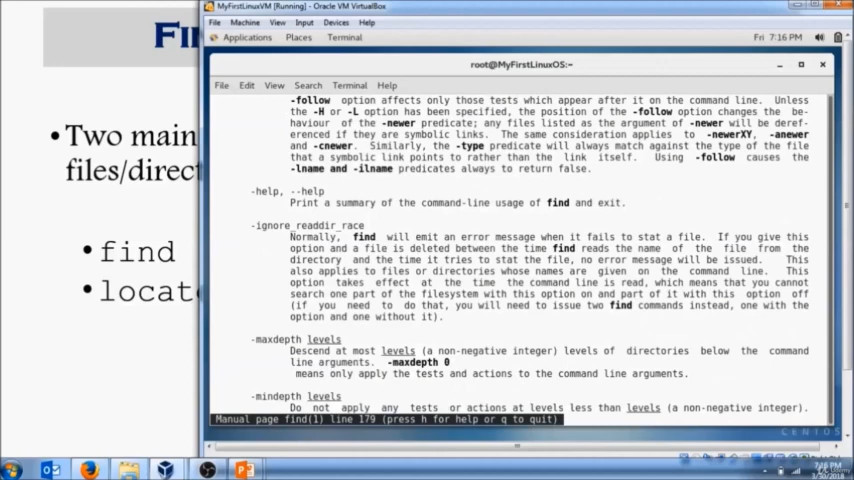 MyFirstLinuxVM [Running] - Oracle VM VirtualBox
File Machine View Input Devices Help
Applications Places Terminal Fri 7:16 PM
root@MyFirstLinuxOS:~
File Edit View Search Terminal Help
-follow option affects only those tests which appear after it on the command line. Unless
the -H or -L option has been specified, the position of the -follow option changes the be-
haviour of the -newer predicate; any files listed as the argument of -newer will be deref-
erenced if they are symbolic links. The same consideration applies to -newerXY, -anewer
and -cnewer. Similarly, the -type predicate will always match against the type of the file
that a symbolic link points to rather than the link itself. Using -follow causes the
-lname and -ilname predicates always to return false.
-help, --help
Print a summary of the command-line usage of find and exit.
-ignore_readdir_race
Normally, find will emit an error message when it fails to stat a file. If you give this
option and a file is deleted between the time find reads the name of the file from the
directory and the time it tries to stat the file, no error message will be issued. This
also applies to files or directories whose names are given on the command line. This
option takes effect at the time the command line is read, which means that you cannot
search one part of the filesystem with this option on and part of it with this option off
(if you need to do that, you will need to issue two find commands instead, one with the
option and one without it).
-maxdepth levels
Descend at most levels (a non-negative integer) levels of directories below the command
line arguments. -maxdepth 0
means only apply the tests and actions to the command line arguments.
-mindepth levels
Do not apply any tests or actions at levels less than levels (a non-negative integer).
Manual page find(1) line 179 (press h for help or q to quit)
CENTOS
• Two main
files/direct
• find
• locat
7:16 PM
1/30/2018